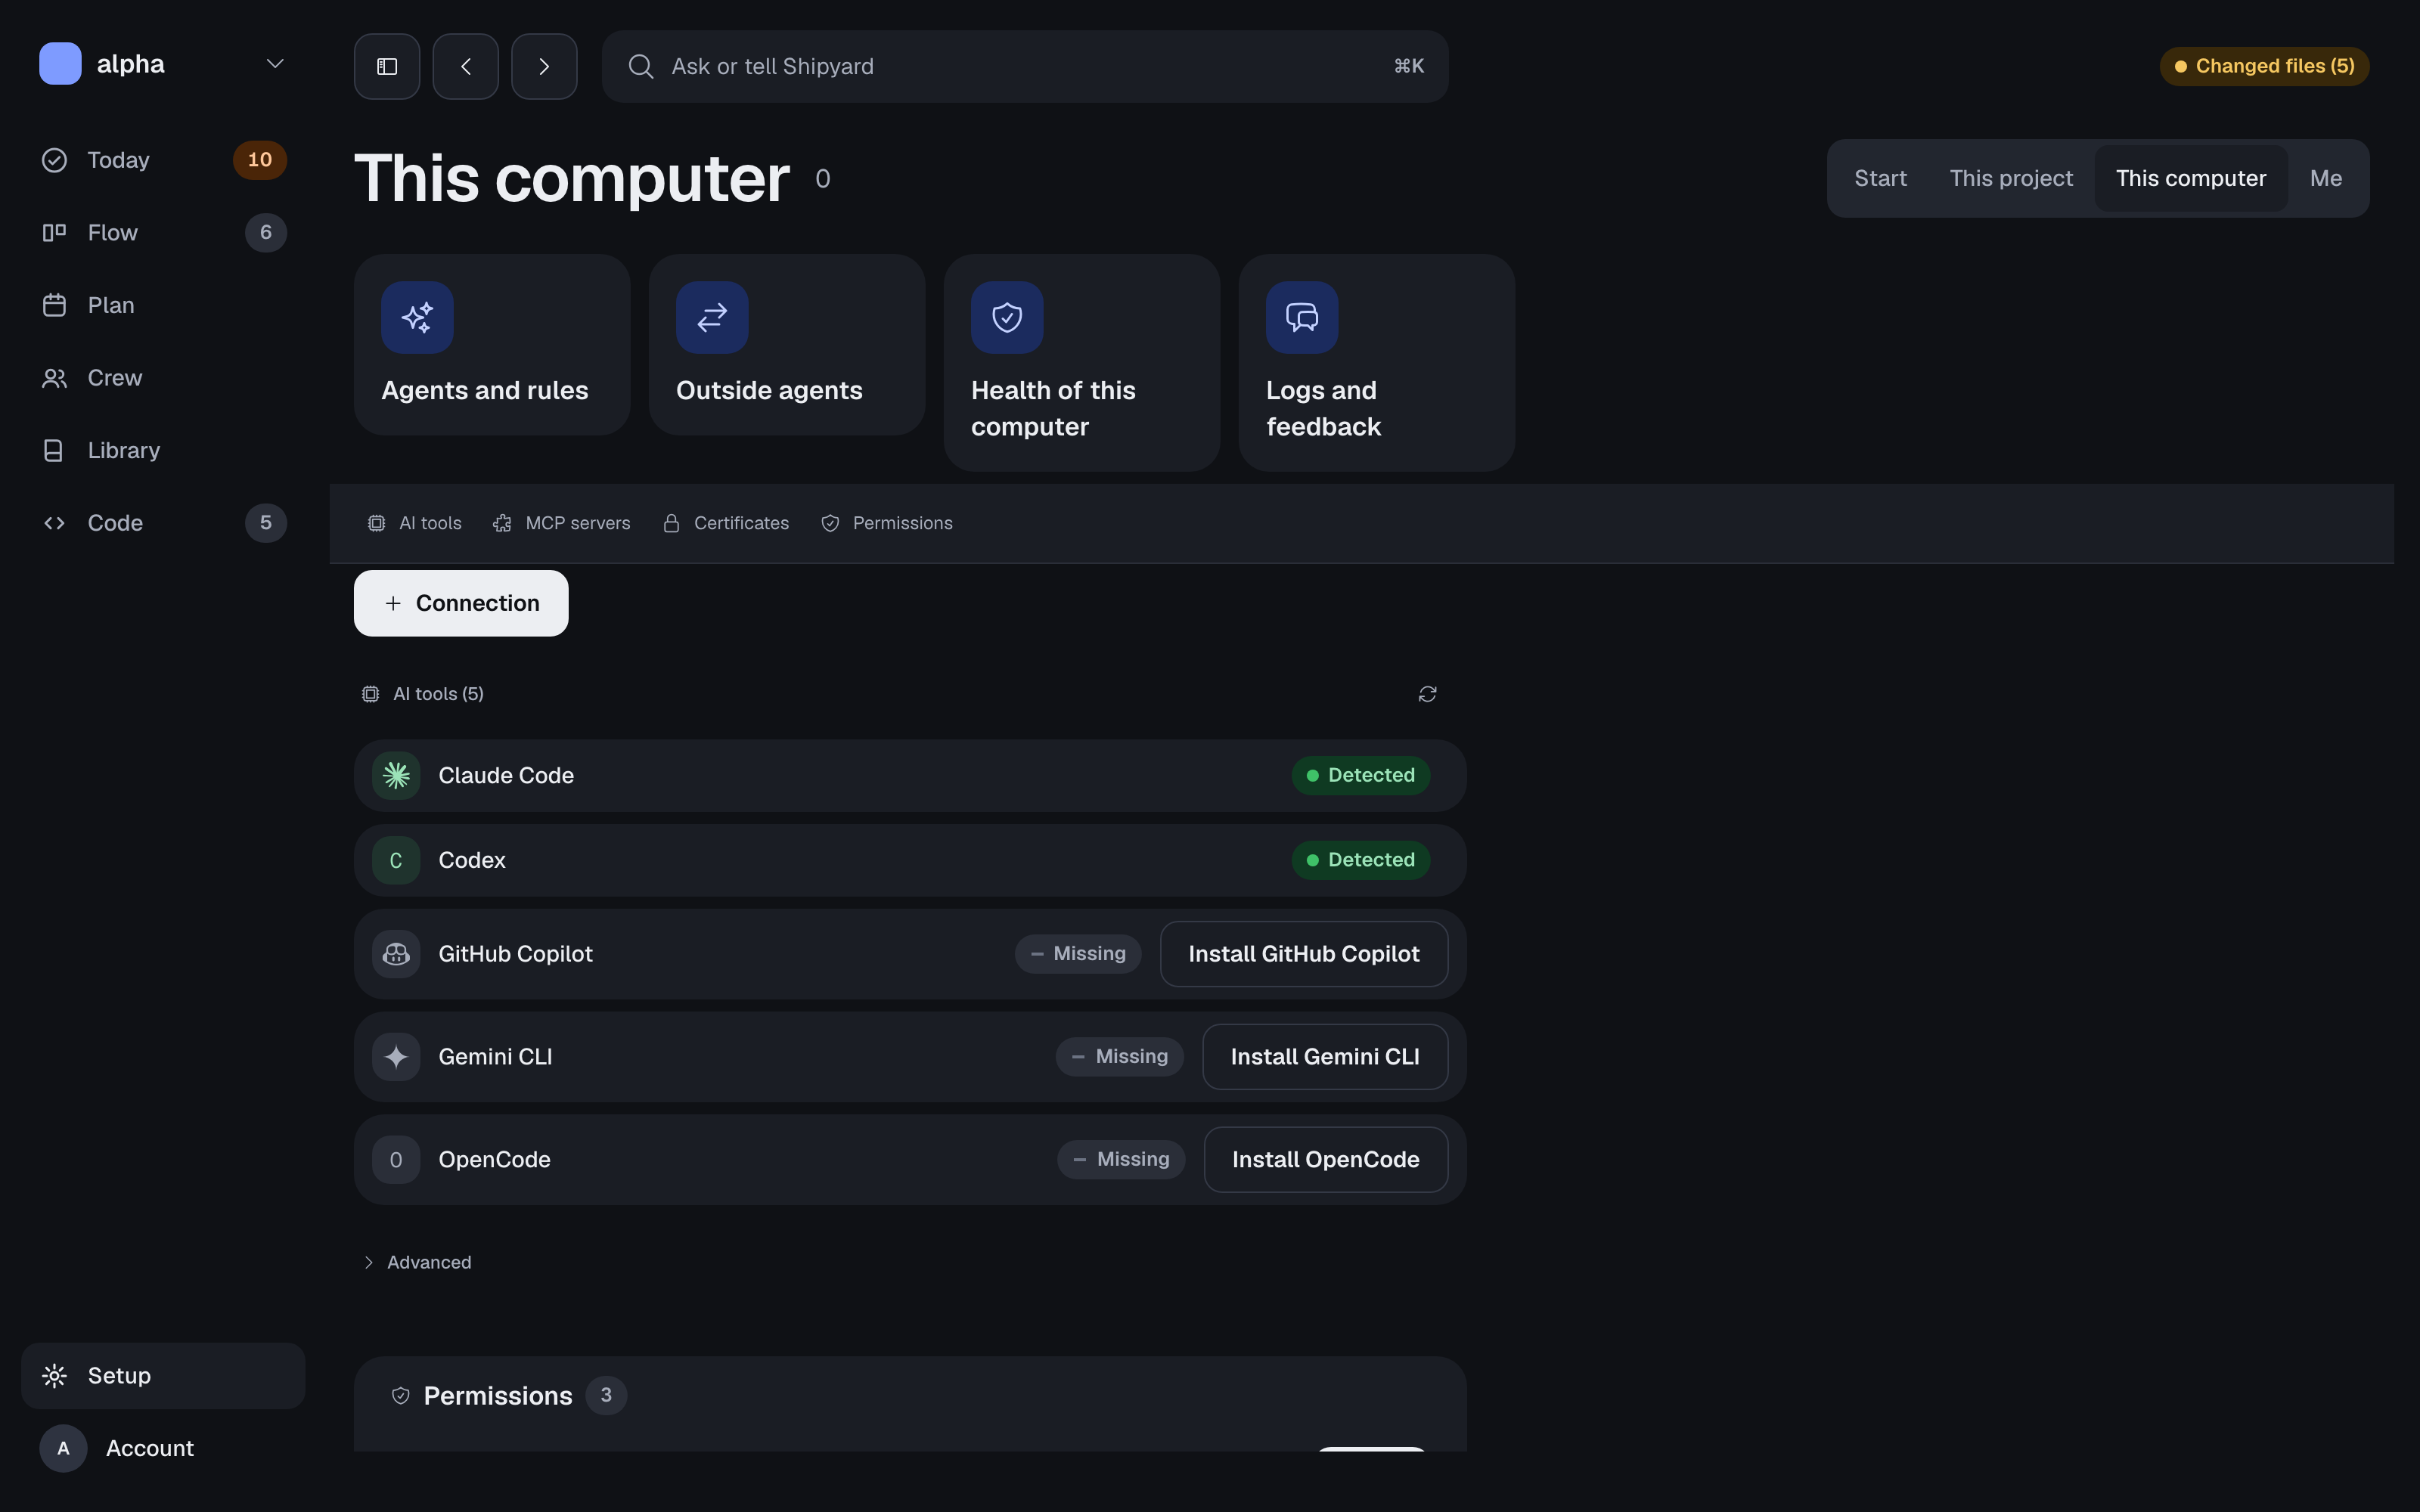 alpha
Ask or tell Shipyard
⌘K
Changed files (5)
Today
10
Flow
6
Plan
Crew
Library
Code
5
This computer
0
Start
This project
This computer
Me
Agents and rules
Outside agents
Health of this
computer
Logs and
feedback
AI tools
MCP servers
Certificates
Permissions
+ Connection
AI tools (5)
Claude Code
Detected
C
Codex
Detected
GitHub Copilot
Missing
Install GitHub Copilot
Gemini CLI
Missing
Install Gemini CLI
O
OpenCode
Missing
Install OpenCode
Advanced
Permissions
3
Setup
A
Account